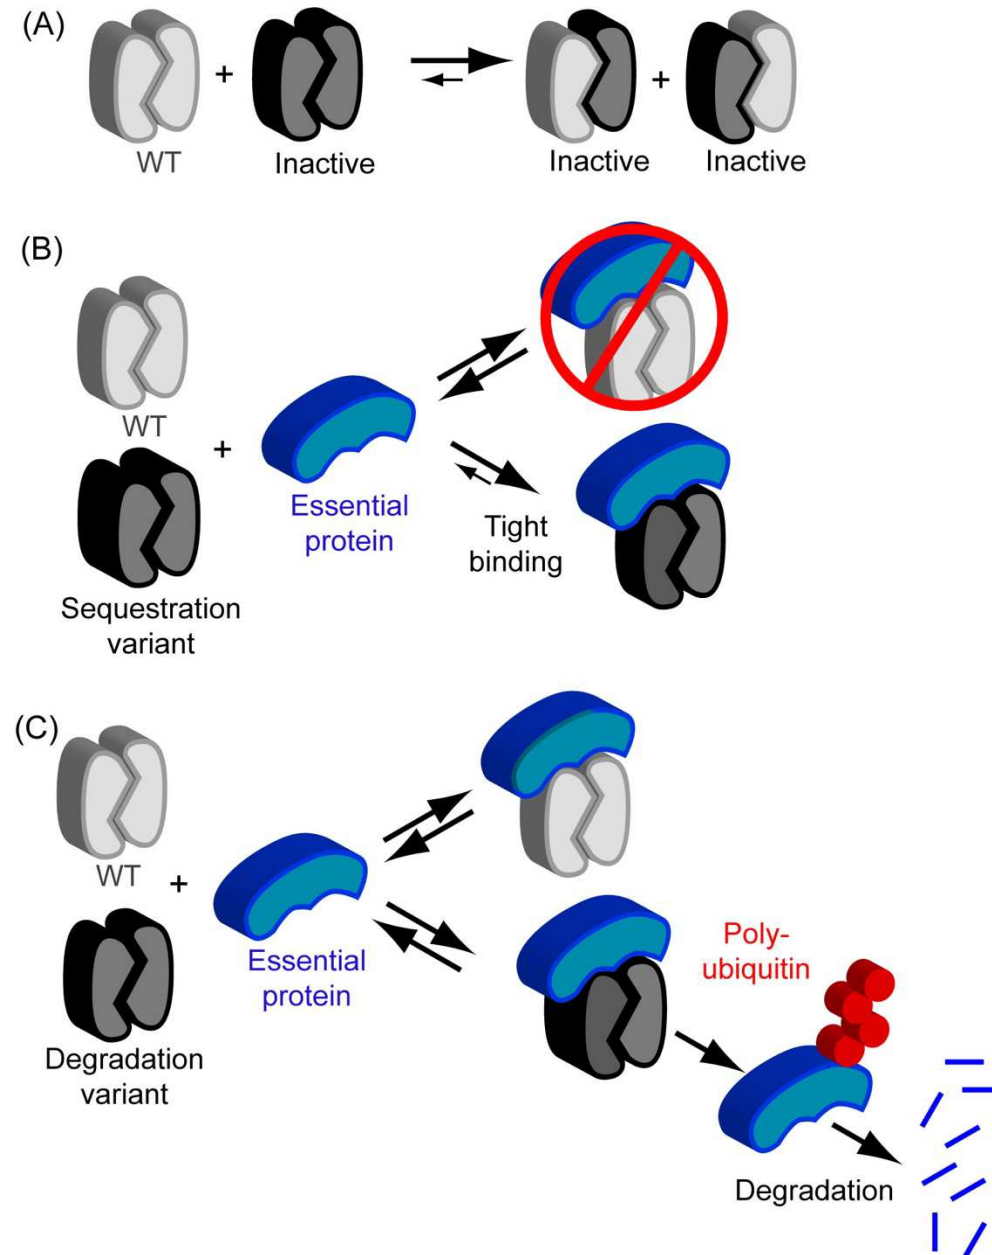 (A)
+
+
WT
Inactive
Inactive
Inactive
(B)
WT
+
Essential
protein
Tight
binding
Sequestration
variant
(C)
WT
+
Essential
protein
Poly-
ubiquitin
Degradation
variant
Degradation